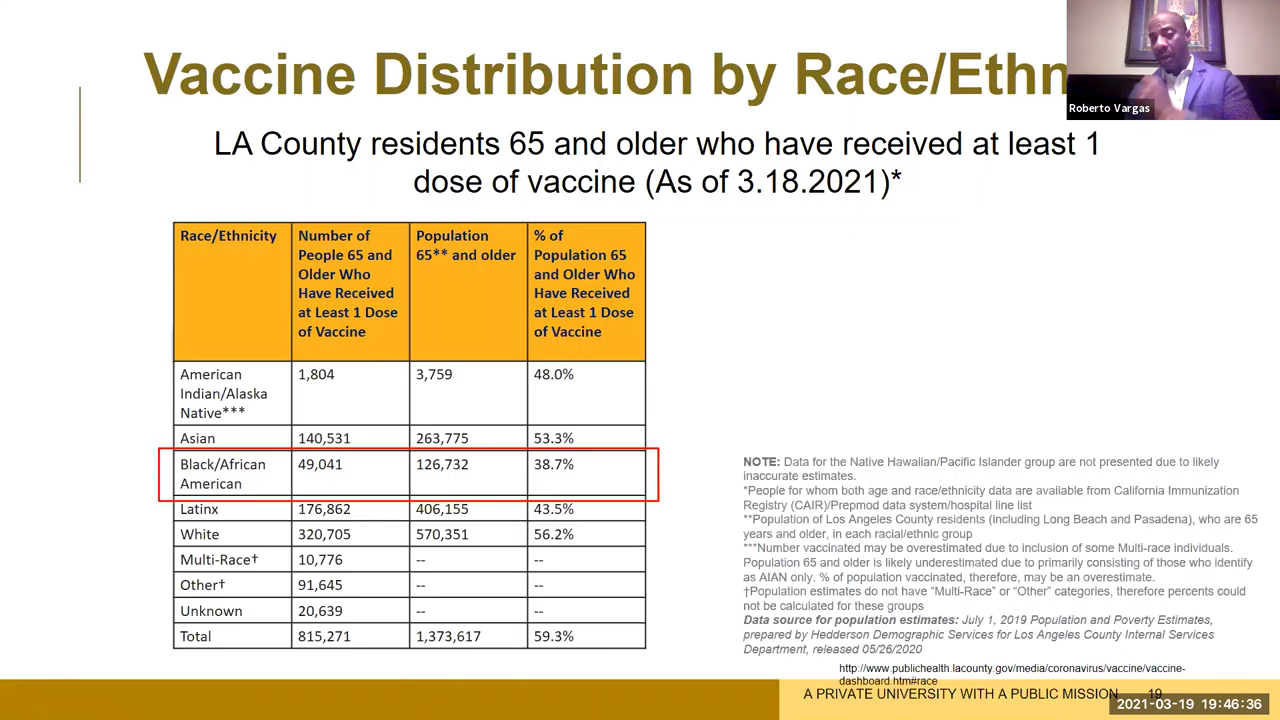 Vaccine Distribution by Race/Ethn
Roberto Vargas
LA County residents 65 and older who have received at least 1
dose of vaccine (As of 3.18.2021)*
Race/Ethnicity
Number of
People 65 and
Older Who
Have Received
at Least 1 Dose
of Vaccine
Population
65** and older
% of
Population 65
and Older Who
Have Received
at Least 1 Dose
of Vaccine
American
Indian/Alaska
Native***
1,804
3,759
48.0%
Asian
140,531
263,775
53.3%
Black/African
American
49,041
126,732
38.7%
Latinx
176,862
406,155
43.5%
White
320,705
570,351
56.2%
Multi-Race†
10,776
--
--
Other†
91,645
--
--
Unknown
20,639
--
--
Total
815,271
1,373,617
59.3%
NOTE: Data for the Native Hawaiian/Pacific Islander group are not presented due to likely
inaccurate estimates.
*People for whom both age and race/ethnicity data are available from California Immunization
Registry (CAIR)/Prepmod data system/hospital line list
**Population of Los Angeles County residents (including Long Beach and Pasadena), who are 65
years and older, in each racial/ethnic group
***Number vaccinated may be overestimated due to inclusion of some Multi-race individuals.
Population 65 and older is likely underestimated due to primarily consisting of those who identify
as AIAN only. % of population vaccinated, therefore, may be an overestimate.
†Population estimates do not have “Multi-Race” or “Other” categories, therefore percents could
not be calculated for these groups
Data source for population estimates: July 1, 2019 Population and Poverty Estimates,
prepared by Hedderson Demographic Services for Los Angeles County Internal Services
Department, released 05/26/2020
http://www.publichealth.lacounty.gov/media/coronavirus/vaccine/vaccine-
dashboard.htm#race
A PRIVATE UNIVERSITY WITH A PUBLIC MISSION 19
2021-03-19 19:46:36